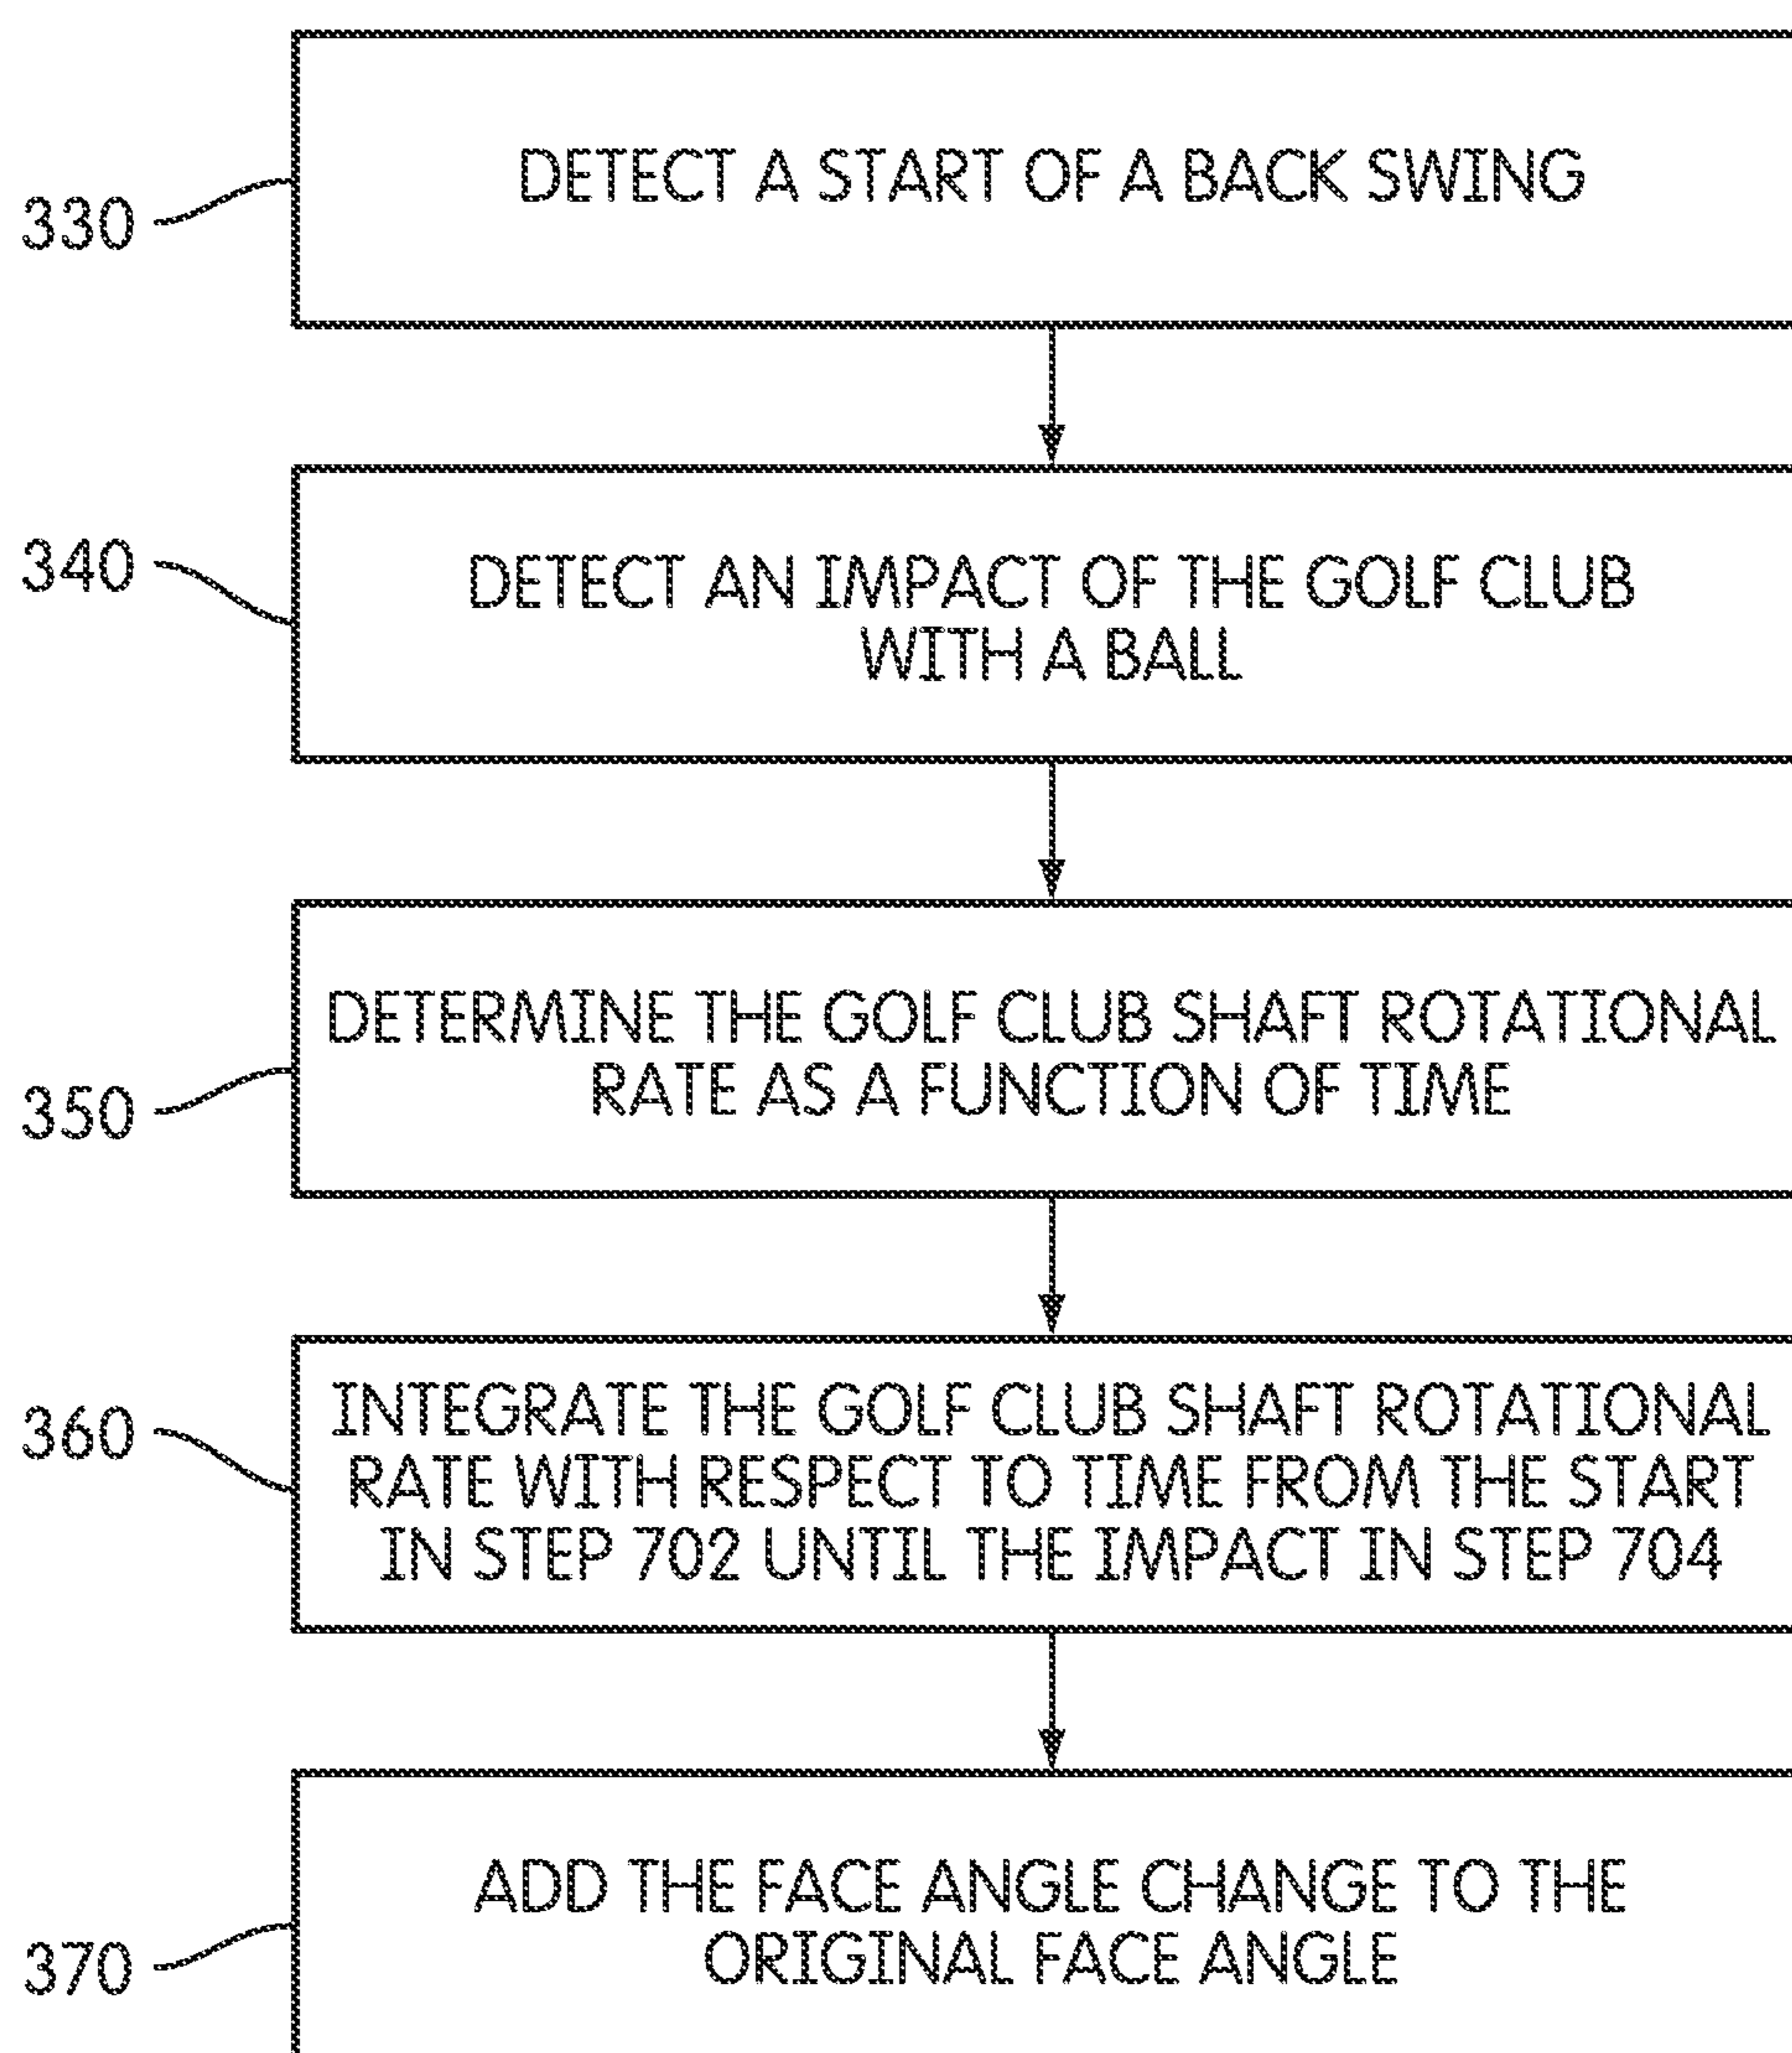 330
DETECT A START OF A BACK SWING
340
DETECT AN IMPACT OF THE GOLF CLUB
WITH A BALL
350
DETERMINE THE GOLF CLUB SHAFT ROTATIONAL
RATE AS A FUNCTION OF TIME
360
INTEGRATE THE GOLF CLUB SHAFT ROTATIONAL
RATE WITH RESPECT TO TIME FROM THE START
IN STEP 702 UNTIL THE IMPACT IN STEP 704
370
ADD THE FACE ANGLE CHANGE TO THE
ORIGINAL FACE ANGLE